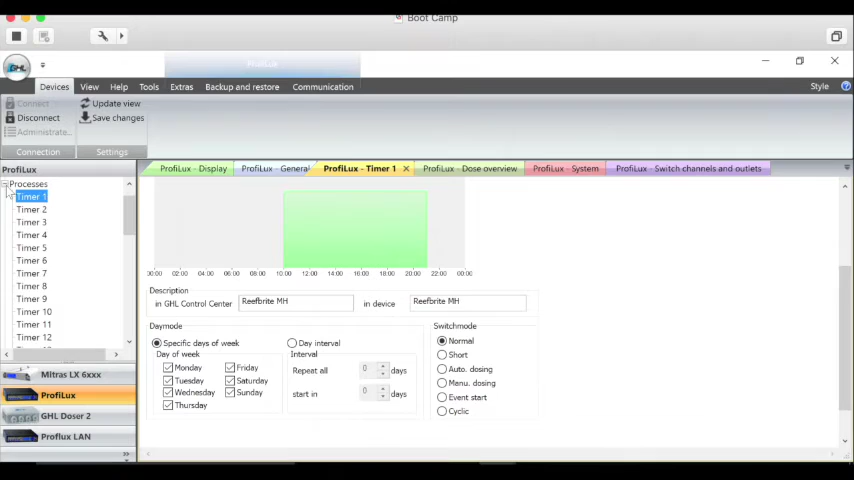 Boot Camp
GHL
ProfiLux
Devices View Help Tools Extras Backup and restore Communication Style
Connect Update view
Disconnect Save changes
Administrate...
Connection Settings
ProfiLux
ProfiLux - Display ProfiLux - General ProfiLux - Timer 1 ProfiLux - Dose overview ProfiLux - System ProfiLux - Switch channels and outlets
Processes
Timer 1
Timer 2
Timer 3
Timer 4
Timer 5
Timer 6
Timer 7
Timer 8
Timer 9
Timer 10
Timer 11
Timer 12
Mitras LX 6xxx
ProfiLux
GHL Doser 2
Proflux LAN
00:00 02:00 04:00 06:00 08:00 10:00 12:00 14:00 16:00 18:00 20:00 22:00 00:00
Description
in GHL Control Center Reefbrite MH in device Reefbrite MH
Daymode
Specific days of week Day interval
Day of week
Monday Friday
Tuesday Saturday
Wednesday Sunday
Thursday
Interval
Repeat all 0 days
start in 0 days
Switchmode
Normal
Short
Auto. dosing
Menu. dosing
Event start
Cyclic